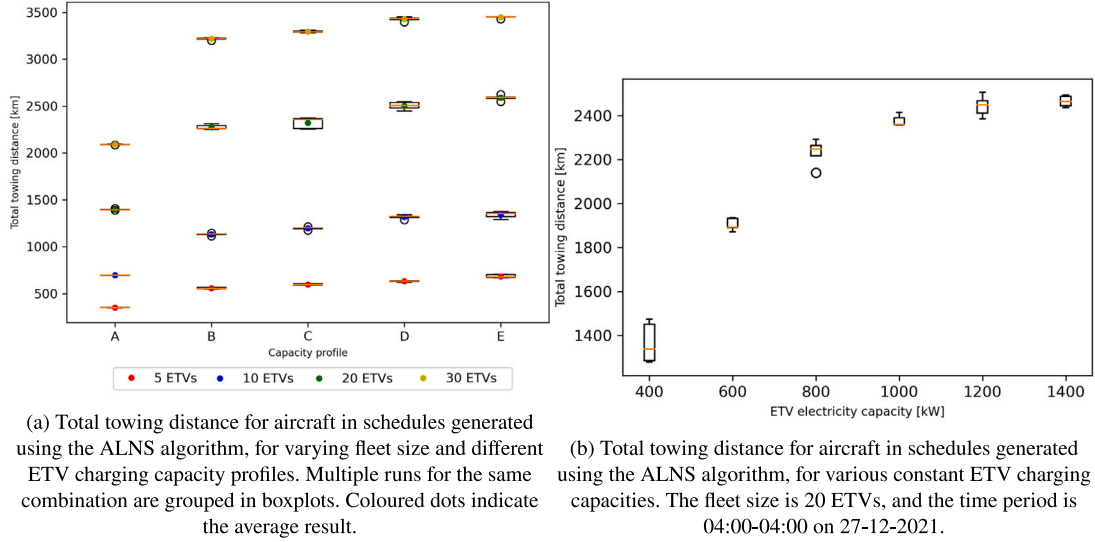 3500
3000
2500
2000
1500
1000
500
Total towing distance [km]
A
B
C
D
E
Capacity profile
5 ETVs
10 ETVs
20 ETVs
30 ETVs
(a) Total towing distance for aircraft in schedules generated
using the ALNS algorithm, for varying fleet size and different
ETV charging capacity profiles. Multiple runs for the same
combination are grouped in boxplots. Coloured dots indicate
the average result.
2400
2200
2000
1800
1600
1400
Total towing distance [km]
400
600
800
1000
1200
1400
ETV electricity capacity [kW]
(b) Total towing distance for aircraft in schedules generated
using the ALNS algorithm, for various constant ETV charging
capacities. The fleet size is 20 ETVs, and the time period is
04:00-04:00 on 27-12-2021.